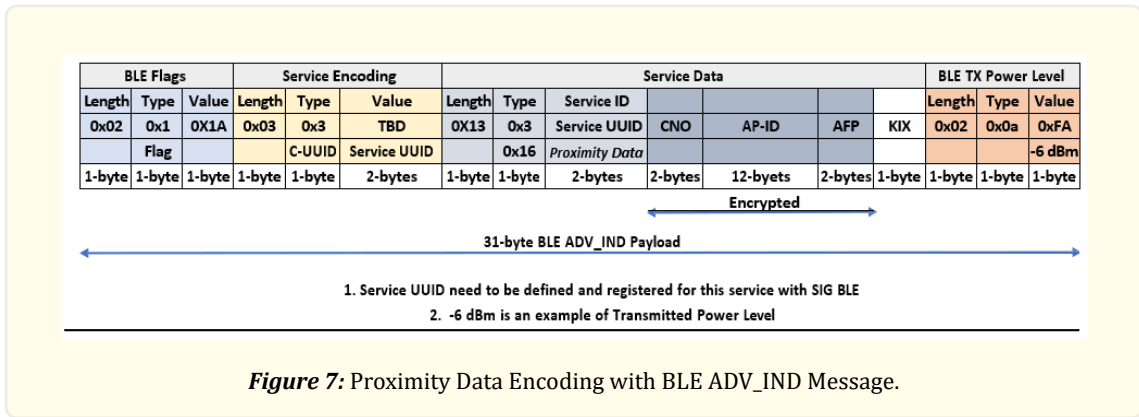 BLE Flags Service Encoding Service Data BLE TX Power Level
Length Type Value Length Type Value Length Type Service ID Length Type Value
0x02 0x1 0X1A 0x03 0x3 TBD 0X13 0x3 Service UUID CNO AP-ID AFP KIX 0x02 0x0a 0xFA
Flag C-UUID Service UUID 0x16 Proximity Data -6 dBm
1-byte 1-byte 1-byte 1-byte 1-byte 2-bytes 1-byte 1-byte 2-bytes 2-bytes 12-byets 2-bytes 1-byte 1-byte 1-byte 1-byte
Encrypted
31-byte BLE ADV_IND Payload
1. Service UUID need to be defined and registered for this service with SIG BLE
2. -6 dBm is an example of Transmitted Power Level
Figure 7: Proximity Data Encoding with BLE ADV_IND Message.